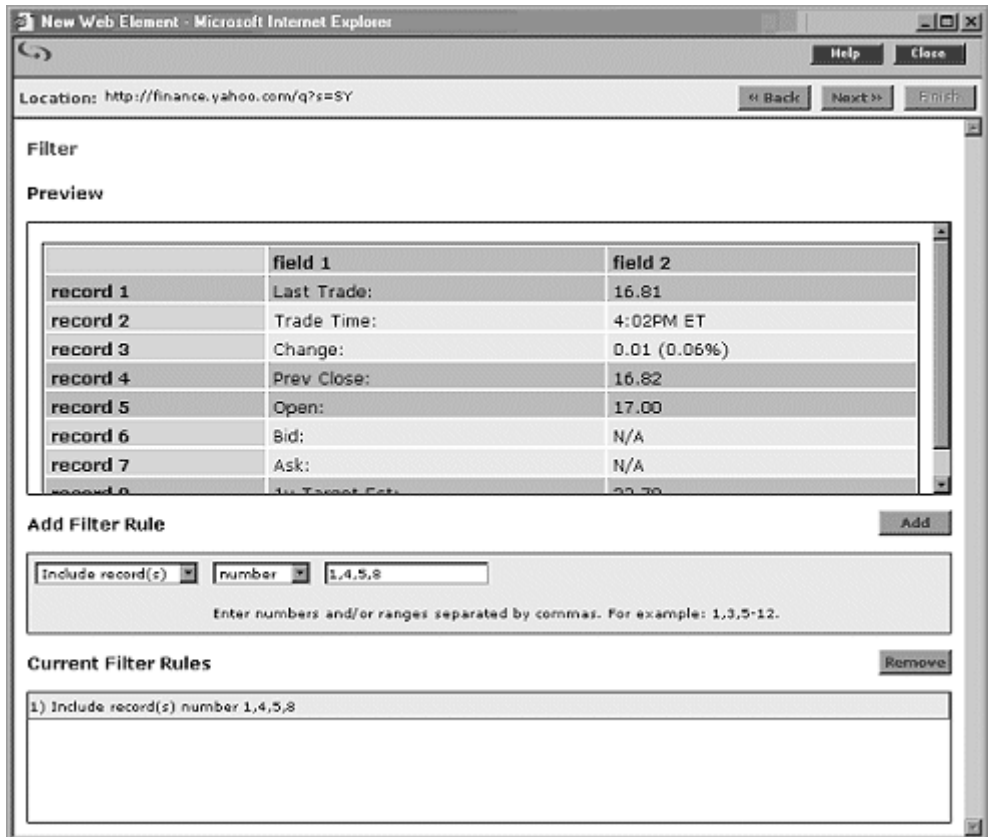 New Web Element - Microsoft Internet Explorer
Help Close
Location: http://finance.yahoo.com/q?s=SY « Back Next » Finish
Filter
Preview
field 1 field 2
record 1 Last Trade: 16.81
record 2 Trade Time: 4:02PM ET
record 3 Change: 0.01 (0.06%)
record 4 Prev Close: 16.82
record 5 Open: 17.00
record 6 Bid: N/A
record 7 Ask: N/A
record 1y Target Est:
Add Filter Rule Add
Include record(s) number 1,4,5,8
Enter numbers and/or ranges separated by commas. For example: 1,3,5-12.
Current Filter Rules Remove
1) Include record(s) number 1,4,5,8